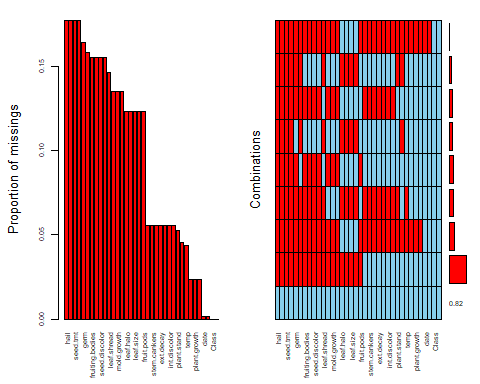 Proportion of missings
0.00
0.05
0.10
0.15
hail
seed.tmt
germ
fruiting.bodies
seed.discolor
leaf.shread
mold.growth
leaf.halo
leaf.size
fruit.pods
stem.cankers
ext.decay
int.discolor
plant.stand
temp
plant.growth
date
Class
Combinations
hail
seed.tmt
germ
fruiting.bodies
seed.discolor
leaf.shread
mold.growth
leaf.halo
leaf.size
fruit.pods
stem.cankers
ext.decay
int.discolor
plant.stand
temp
plant.growth
date
Class
0.82